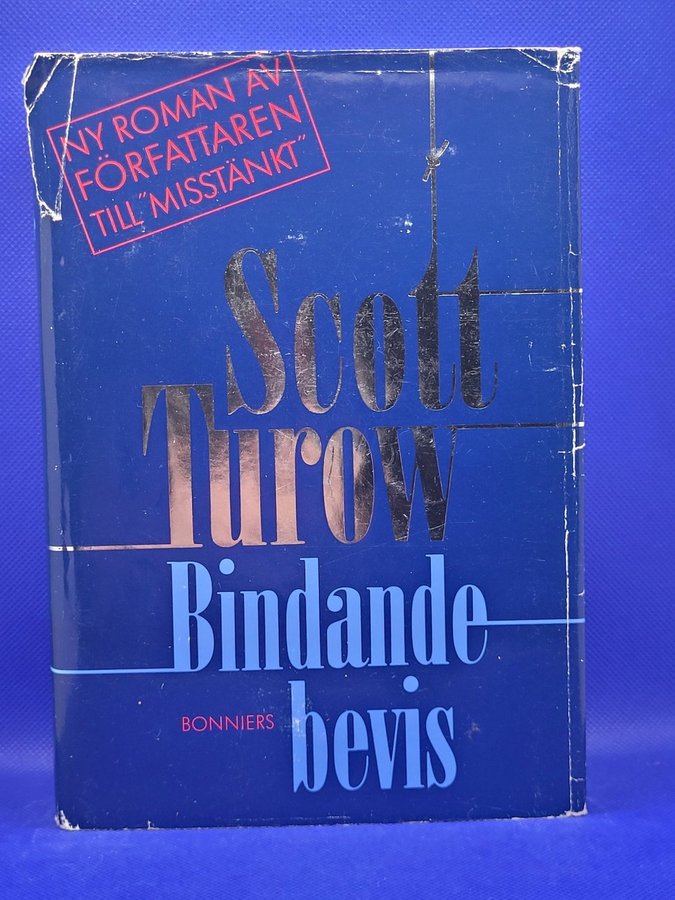 NY ROMAN AV
FÖRFATTAREN
TILL "MISSTÄNKT"
Scott
Turow
Bindande
bevis
BONNIERS